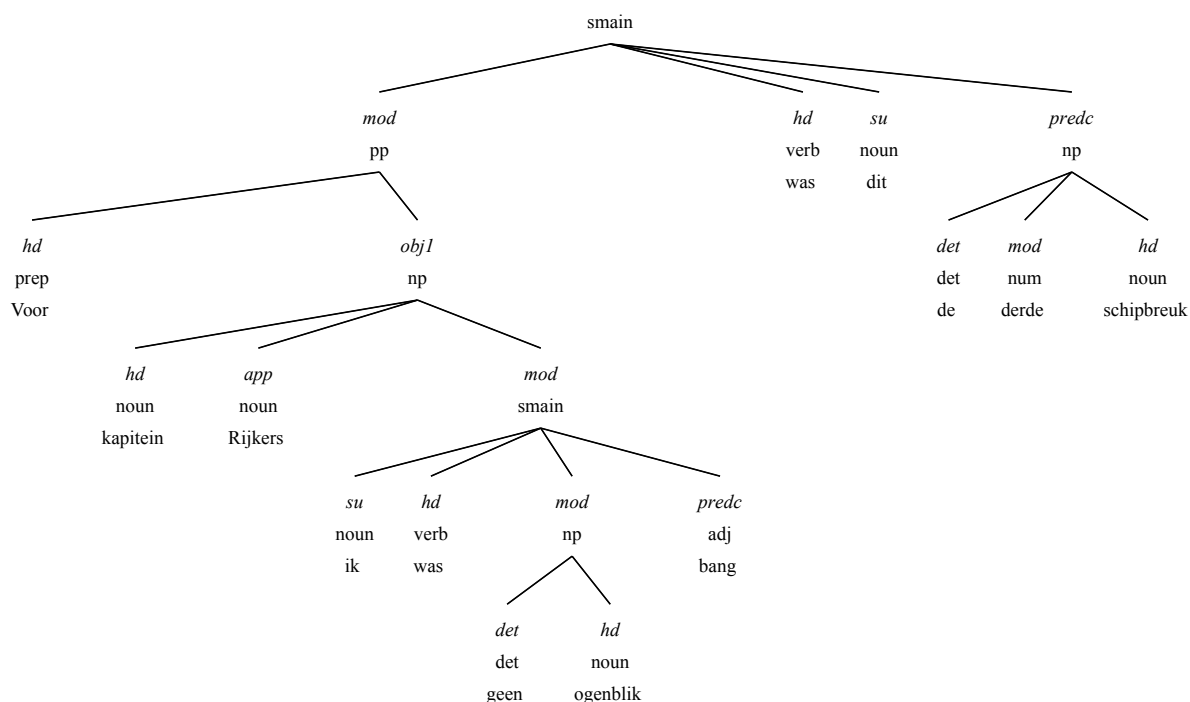 smain
mod hd su predc
pp verb noun np
was dit
hd obj1 det mod hd
prep np det num noun
Voor de derde schipbreuk
hd app mod
noun noun smain
kapitein Rijkers
su hd mod predc
noun verb np adj
ik was bang
det hd
det noun
geen ogenblik